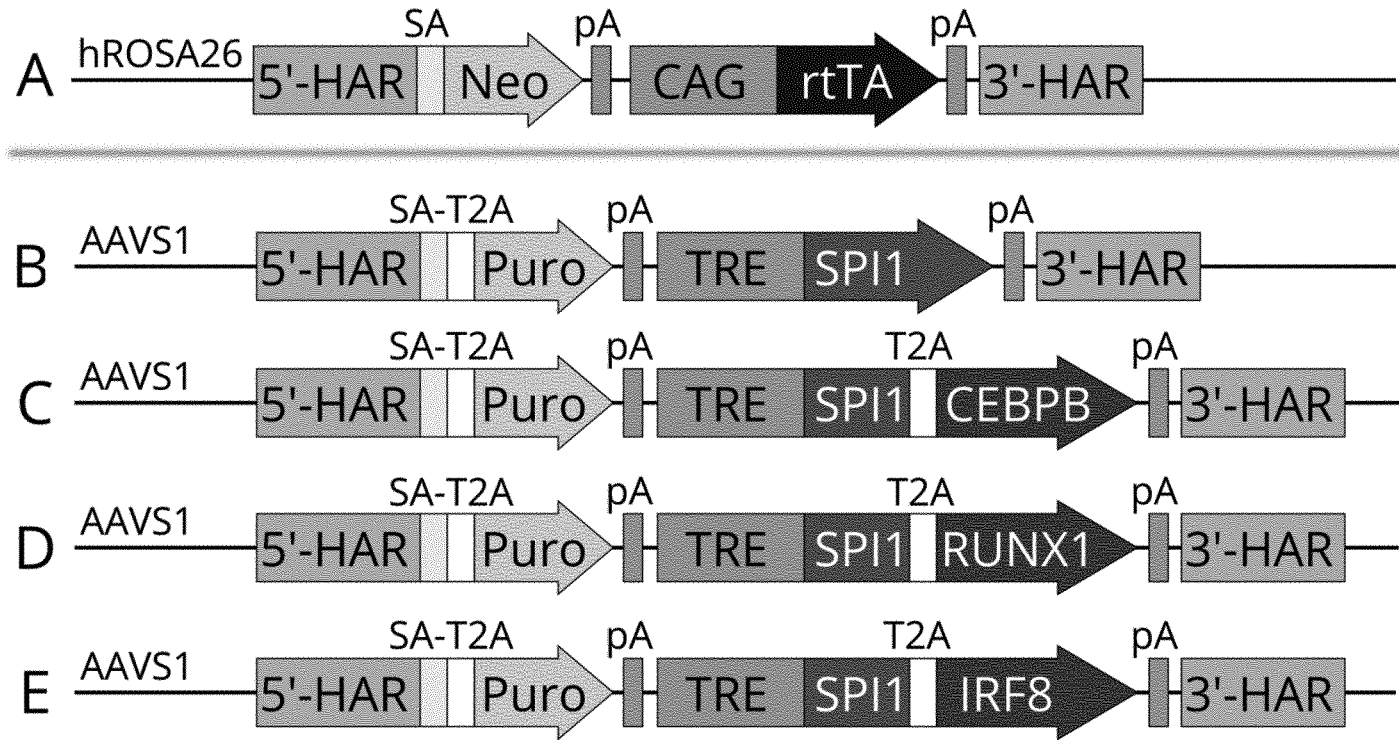 SA pA pA
A hROSA26 5'-HAR Neo CAG rtTA 3'-HAR
SA-T2A pA pA
B AAVS1 5'-HAR Puro TRE SPI1 3'-HAR
SA-T2A pA T2A pA
C AAVS1 5'-HAR Puro TRE SPI1 CEBPB 3'-HAR
SA-T2A pA T2A pA
D AAVS1 5'-HAR Puro TRE SPI1 RUNX1 3'-HAR
SA-T2A pA T2A pA
E AAVS1 5'-HAR Puro TRE SPI1 IRF8 3'-HAR